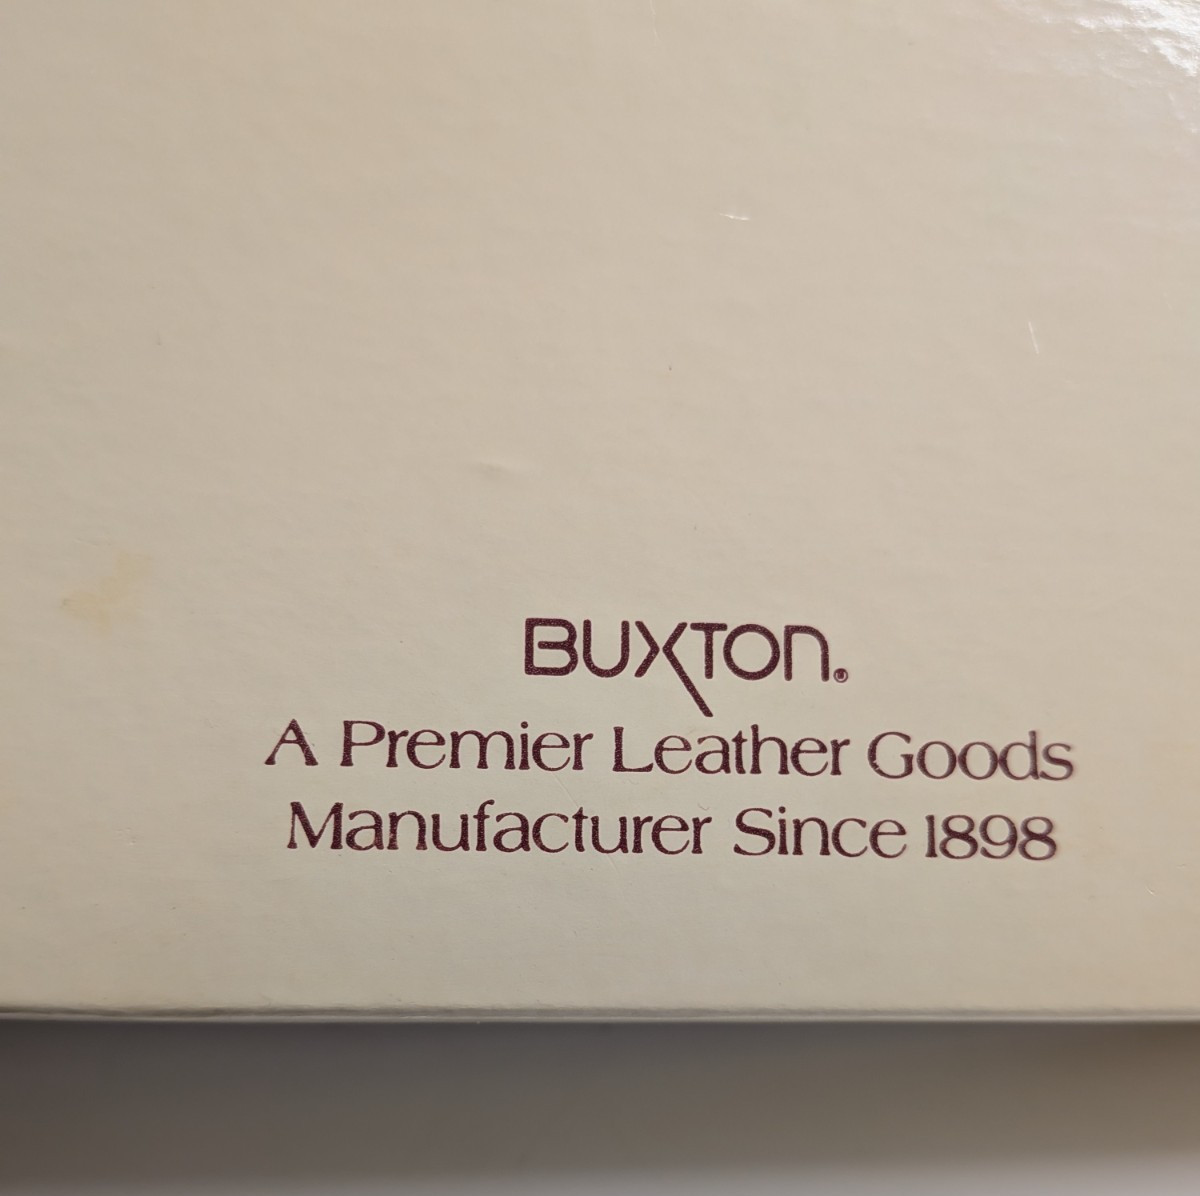 BUXTON.®
A Premier Leather Goods
Manufacturer Since 1898